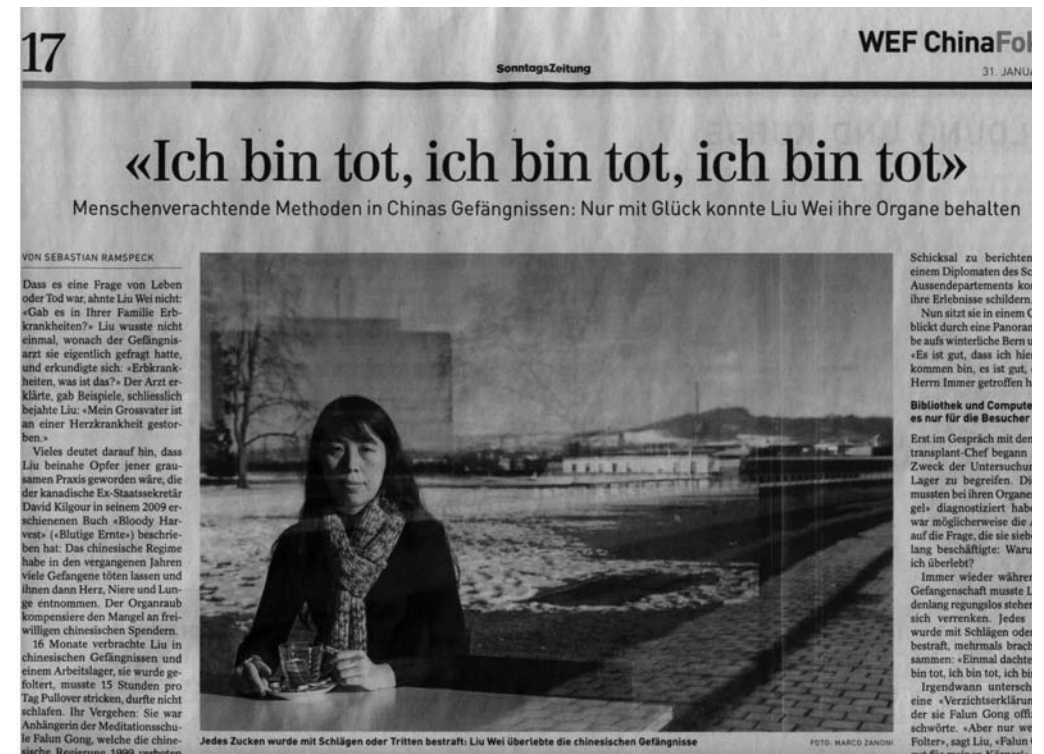 17
SonntagsZeitung
WEF ChinaFok
31. JANUA
«Ich bin tot, ich bin tot, ich bin tot»
Menschenverachtende Methoden in Chinas Gefängnissen: Nur mit Glück konnte Liu Wei ihre Organe behalten
VON SEBASTIAN RAMSPECK
Dass es eine Frage von Leben
oder Tod war, ahnte Liu Wei nicht:
«Gab es in Ihrer Familie Erb-
krankheiten?» Liu wusste nicht
einmal, wonach der Gefängnis-
arzt sie eigentlich gefragt hatte,
und erkundigte sich: «Erbkrank-
heiten, was ist das?» Der Arzt er-
klärte, gab Beispiele, schliesslich
bejahte Liu: «Mein Grossvater ist
an einer Herzkrankheit gestor-
ben.»
Vieles deutet darauf hin, dass
Liu beinahe Opfer jener grau-
samen Praxis geworden wäre, die
der kanadische Ex-Staatssekretär
David Kilgour in seinem 2009 er-
schienenen Buch «Bloody Har-
vest» («Blutige Ernte») beschrie-
ben hat: Das chinesische Regime
habe in den vergangenen Jahren
viele Gefangene töten lassen und
ihnen dann Herz, Niere und Lun-
ge entnommen. Der Organraub
kompensiere den Mangel an frei-
willigen chinesischen Spendern.
16 Monate verbrachte Liu in
chinesischen Gefängnissen und
einem Arbeitslager, sie wurde ge-
foltert, musste 15 Stunden pro
Tag Pullover stricken, durfte nicht
schlafen. Ihr Vergehen: Sie war
Anhängerin der Meditationsschu-
le Falun Gong, welche die chine-
sische Regierung 1999 verboten
Jedes Zucken wurde mit Schlägen oder Tritten bestraft: Liu Wei überlebte die chinesischen Gefängnisse
FOTO: MARCO ZANONI
Schicksal zu berichten
einem Diplomaten des Sc
Aussendepartements ko
ihre Erlebnisse schildern.
Nun sitzt sie in einem C
blickt durch eine Panoram
be aufs winterliche Bern u
«Es ist gut, dass ich hie
kommen bin, es ist gut,
Herrn Immer getroffen h
Bibliothek und Compute
es nur für die Besucher
Erst im Gespräch mit dem
transplant-Chef begann
Zweck der Untersuchun
Lager zu begreifen. Di
mussten bei ihren Organe
gel» diagnostiziert habe
war möglicherweise die A
auf die Frage, die sie sieb
lang beschäftigte: Waru
ich überlebt?
Immer wieder währen
Gefangenschaft musste L
denlang regungslos stehen
sich verrenken. Jedes
wurde mit Schlägen oder
bestraft, mehrmals brach
sammen: «Einmal dachte
bin tot, ich bin tot, ich bin
Irgendwann untersch
eine «Verzichtserklärun
der sie Falun Gong offi
schwörte. «Aber nur we
Folter», sagt Liu, «Falun